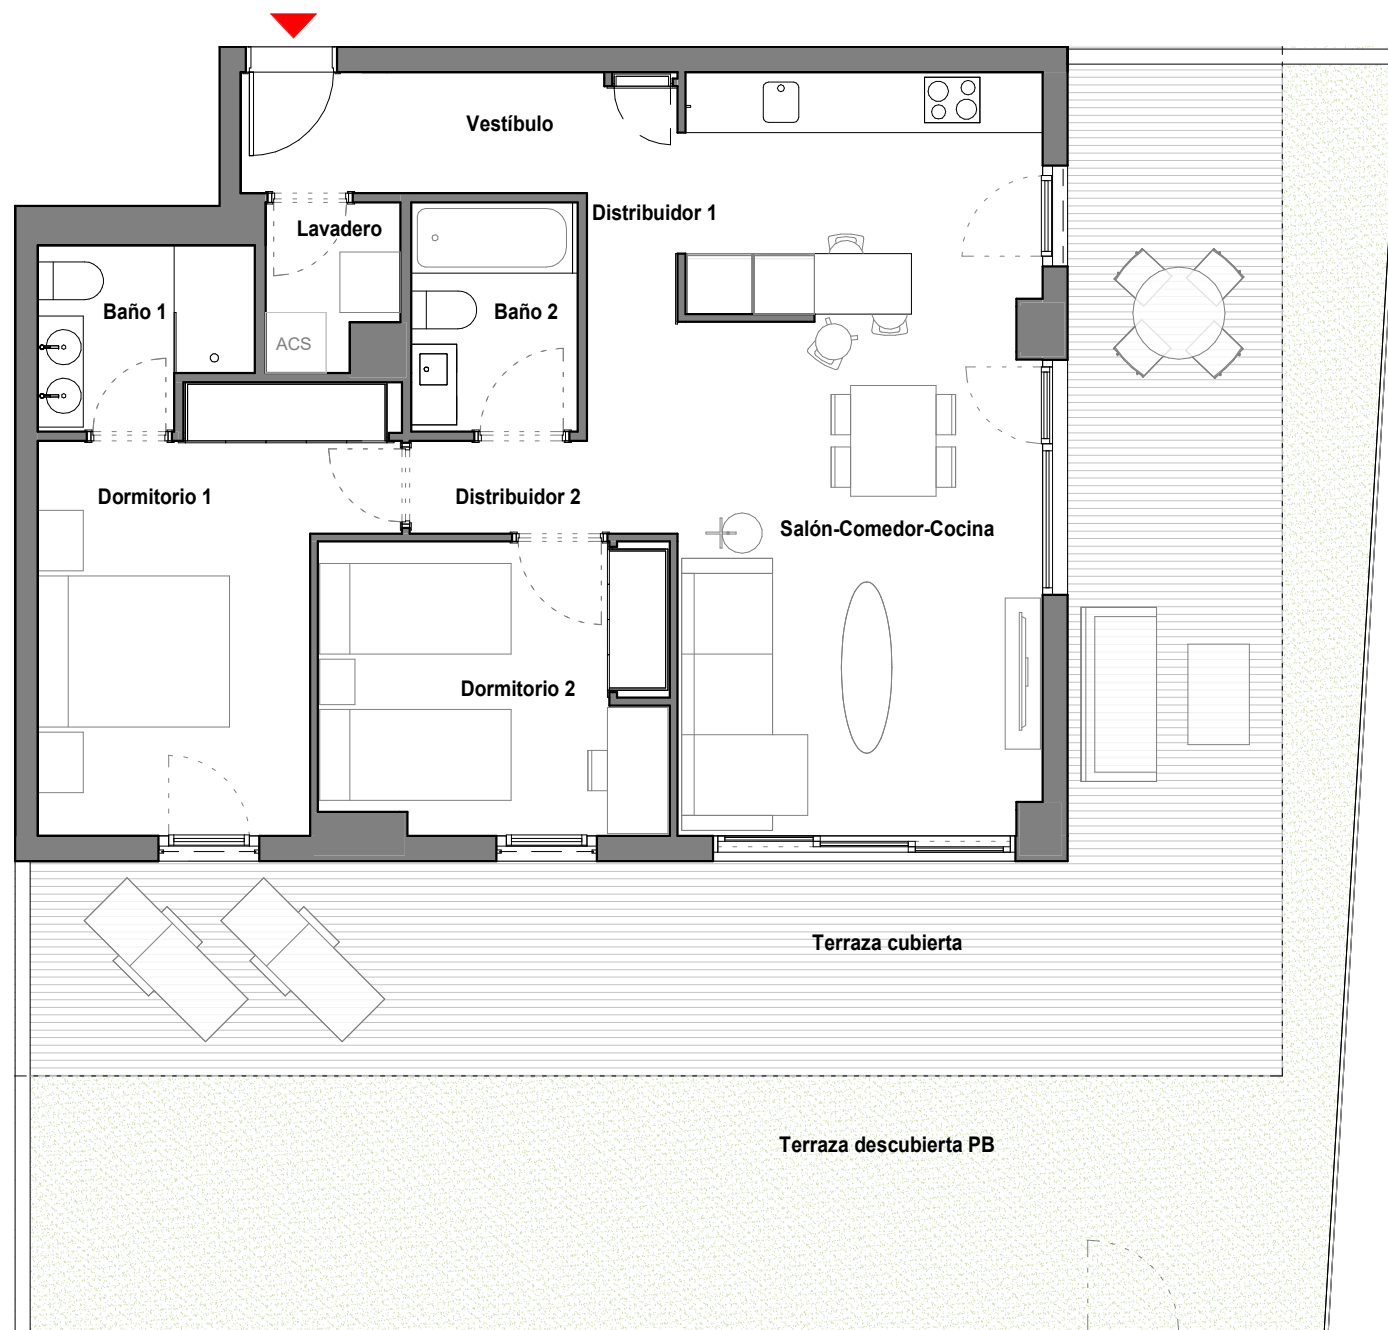 Vestíbulo
Distribuidor 1
Lavadero
Baño 1
Baño 2
ACS
Dormitorio 1
Distribuidor 2
Salón-Comedor-Cocina
Dormitorio 2
Terraza cubierta
Terraza descubierta PB